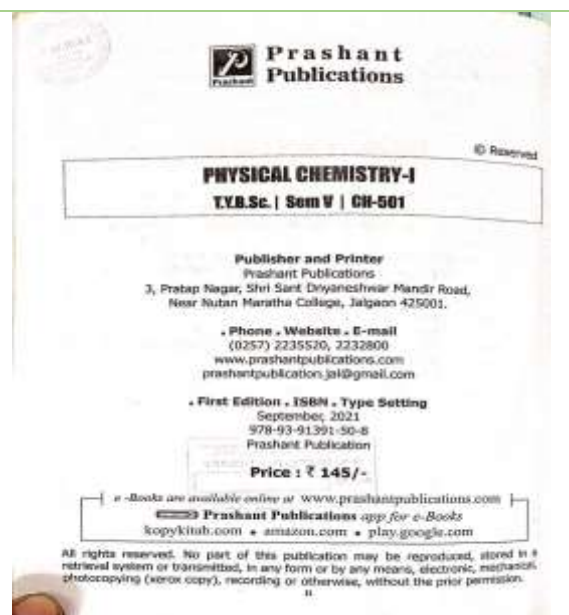 Prashant
Publications
© Reserved
PHYSICAL CHEMISTRY-I
T.Y.B.Sc. | Sem V | CH-501
Publisher and Printer
Prashant Publications
3, Pratap Nagar, Shri Sant Dnyaneshwar Mandir Road,
Near Nutan Maratha College, Jalgaon 425001.
. Phone . Website . E-mail
(0257) 2235520, 2232800
www.prashantpublications.com
prashantpublication.jal@gmail.com
. First Edition . ISBN . Type Setting
September, 2021
978-93-91391-50-8
Prashant Publication
Price : ₹ 145/-
e -Books are available online at www.prashantpublications.com
Prashant Publications app for e-Books
kopykitab.com • amazon.com • play.google.com
All rights reserved. No part of this publication may be reproduced, stored in
retrieval system or transmitted, in any form or by any means, electronic, mechanical,
photocopying (xerox copy), recording or otherwise, without the prior permission.
II